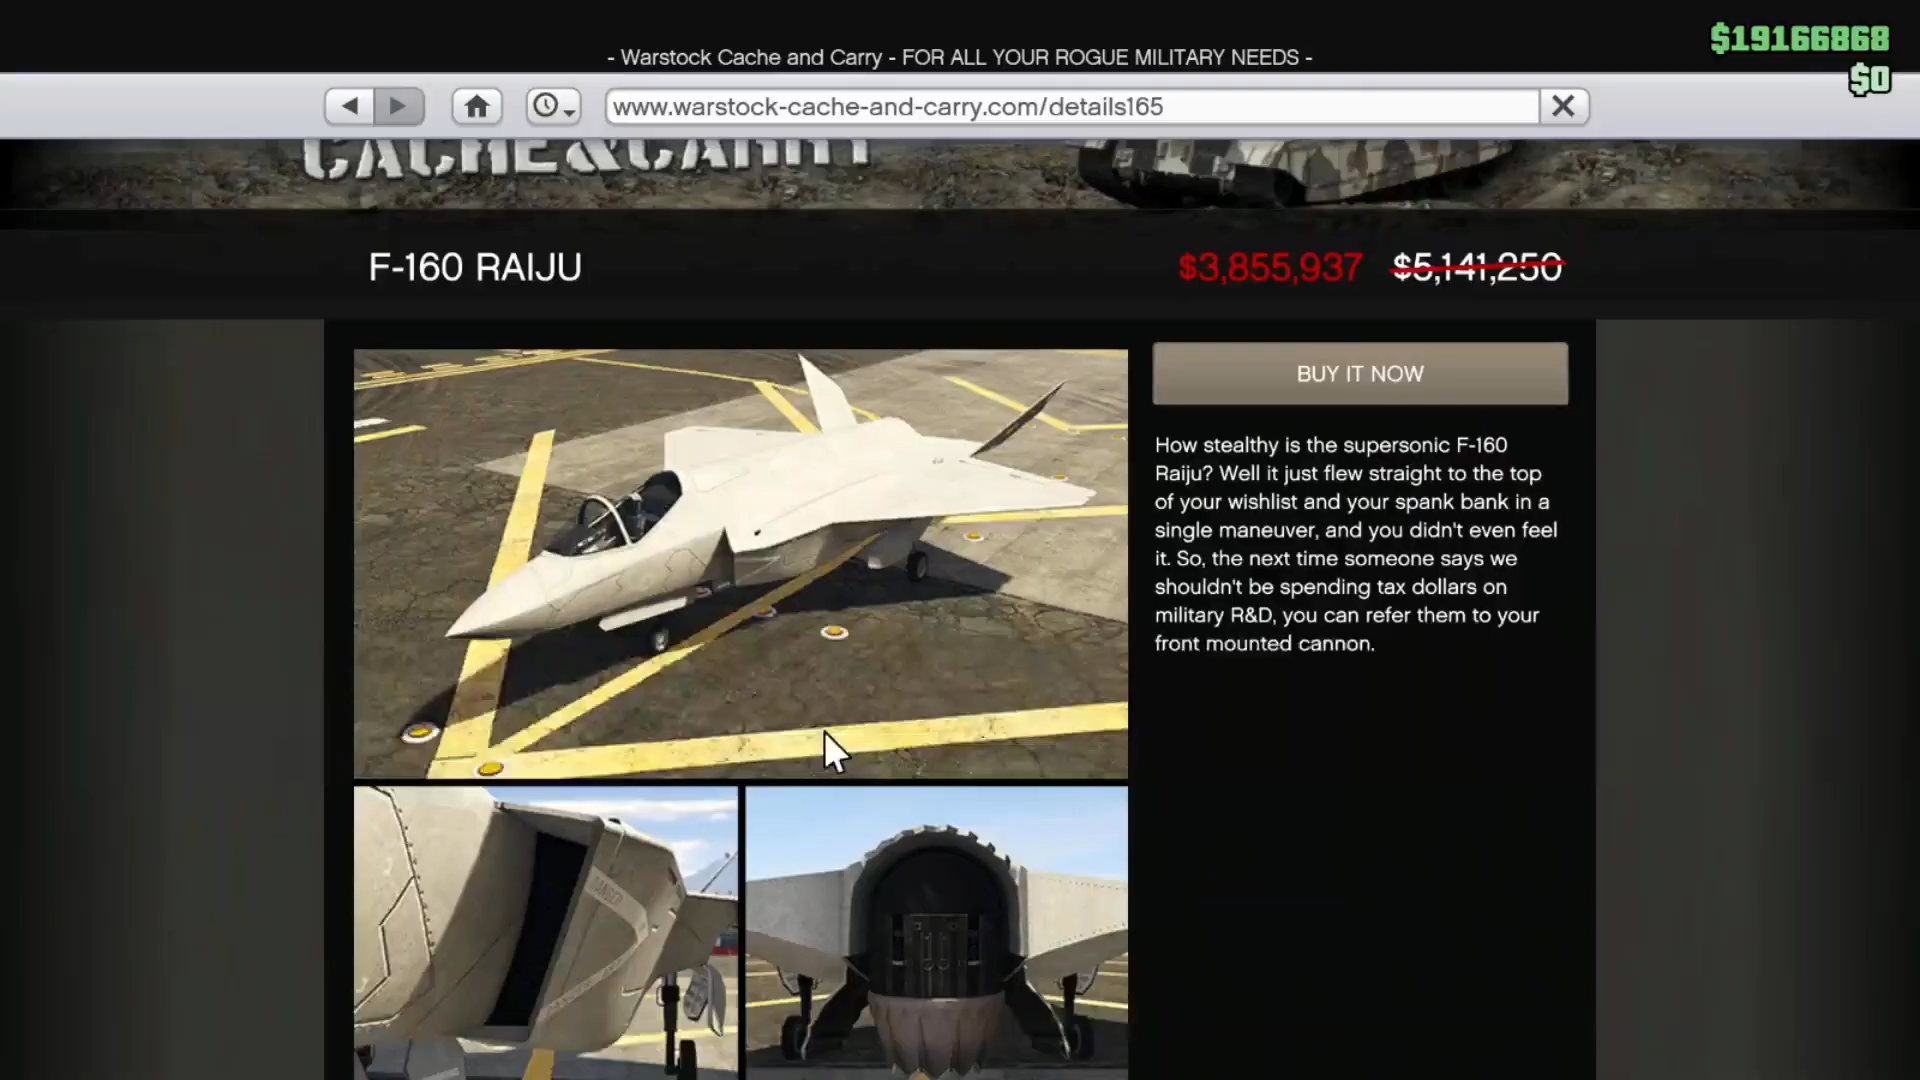 $19166868
- Warstock Cache and Carry - FOR ALL YOUR ROGUE MILITARY NEEDS -
$0
www.warstock-cache-and-carry.com/details165
CACHE&CARRY
F-160 RAIJU
$3,855,937 $5,141,250
BUY IT NOW
How stealthy is the supersonic F-160
Raiju? Well it just flew straight to the top
of your wishlist and your spank bank in a
single maneuver, and you didn't even feel
it. So, the next time someone says we
shouldn't be spending tax dollars on
military R&D, you can refer them to your
front mounted cannon.
DANGER